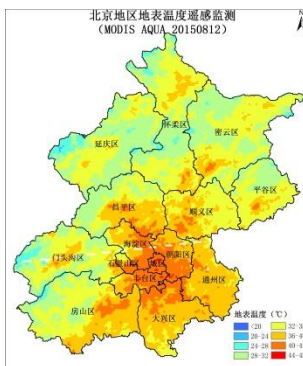 北京地区地表温度遥感监测
(MODIS AQUA 20150812)
N
怀柔区
密云区
延庆区
平谷区
昌平区
顺义区
海淀区
门头沟区
朝阳区
石景山区
城区
丰台区
通州区
房山区
大兴区
地表温度 (℃)
<20
20-24
24-28
28-32
32-3
36-4
40-4
44-4